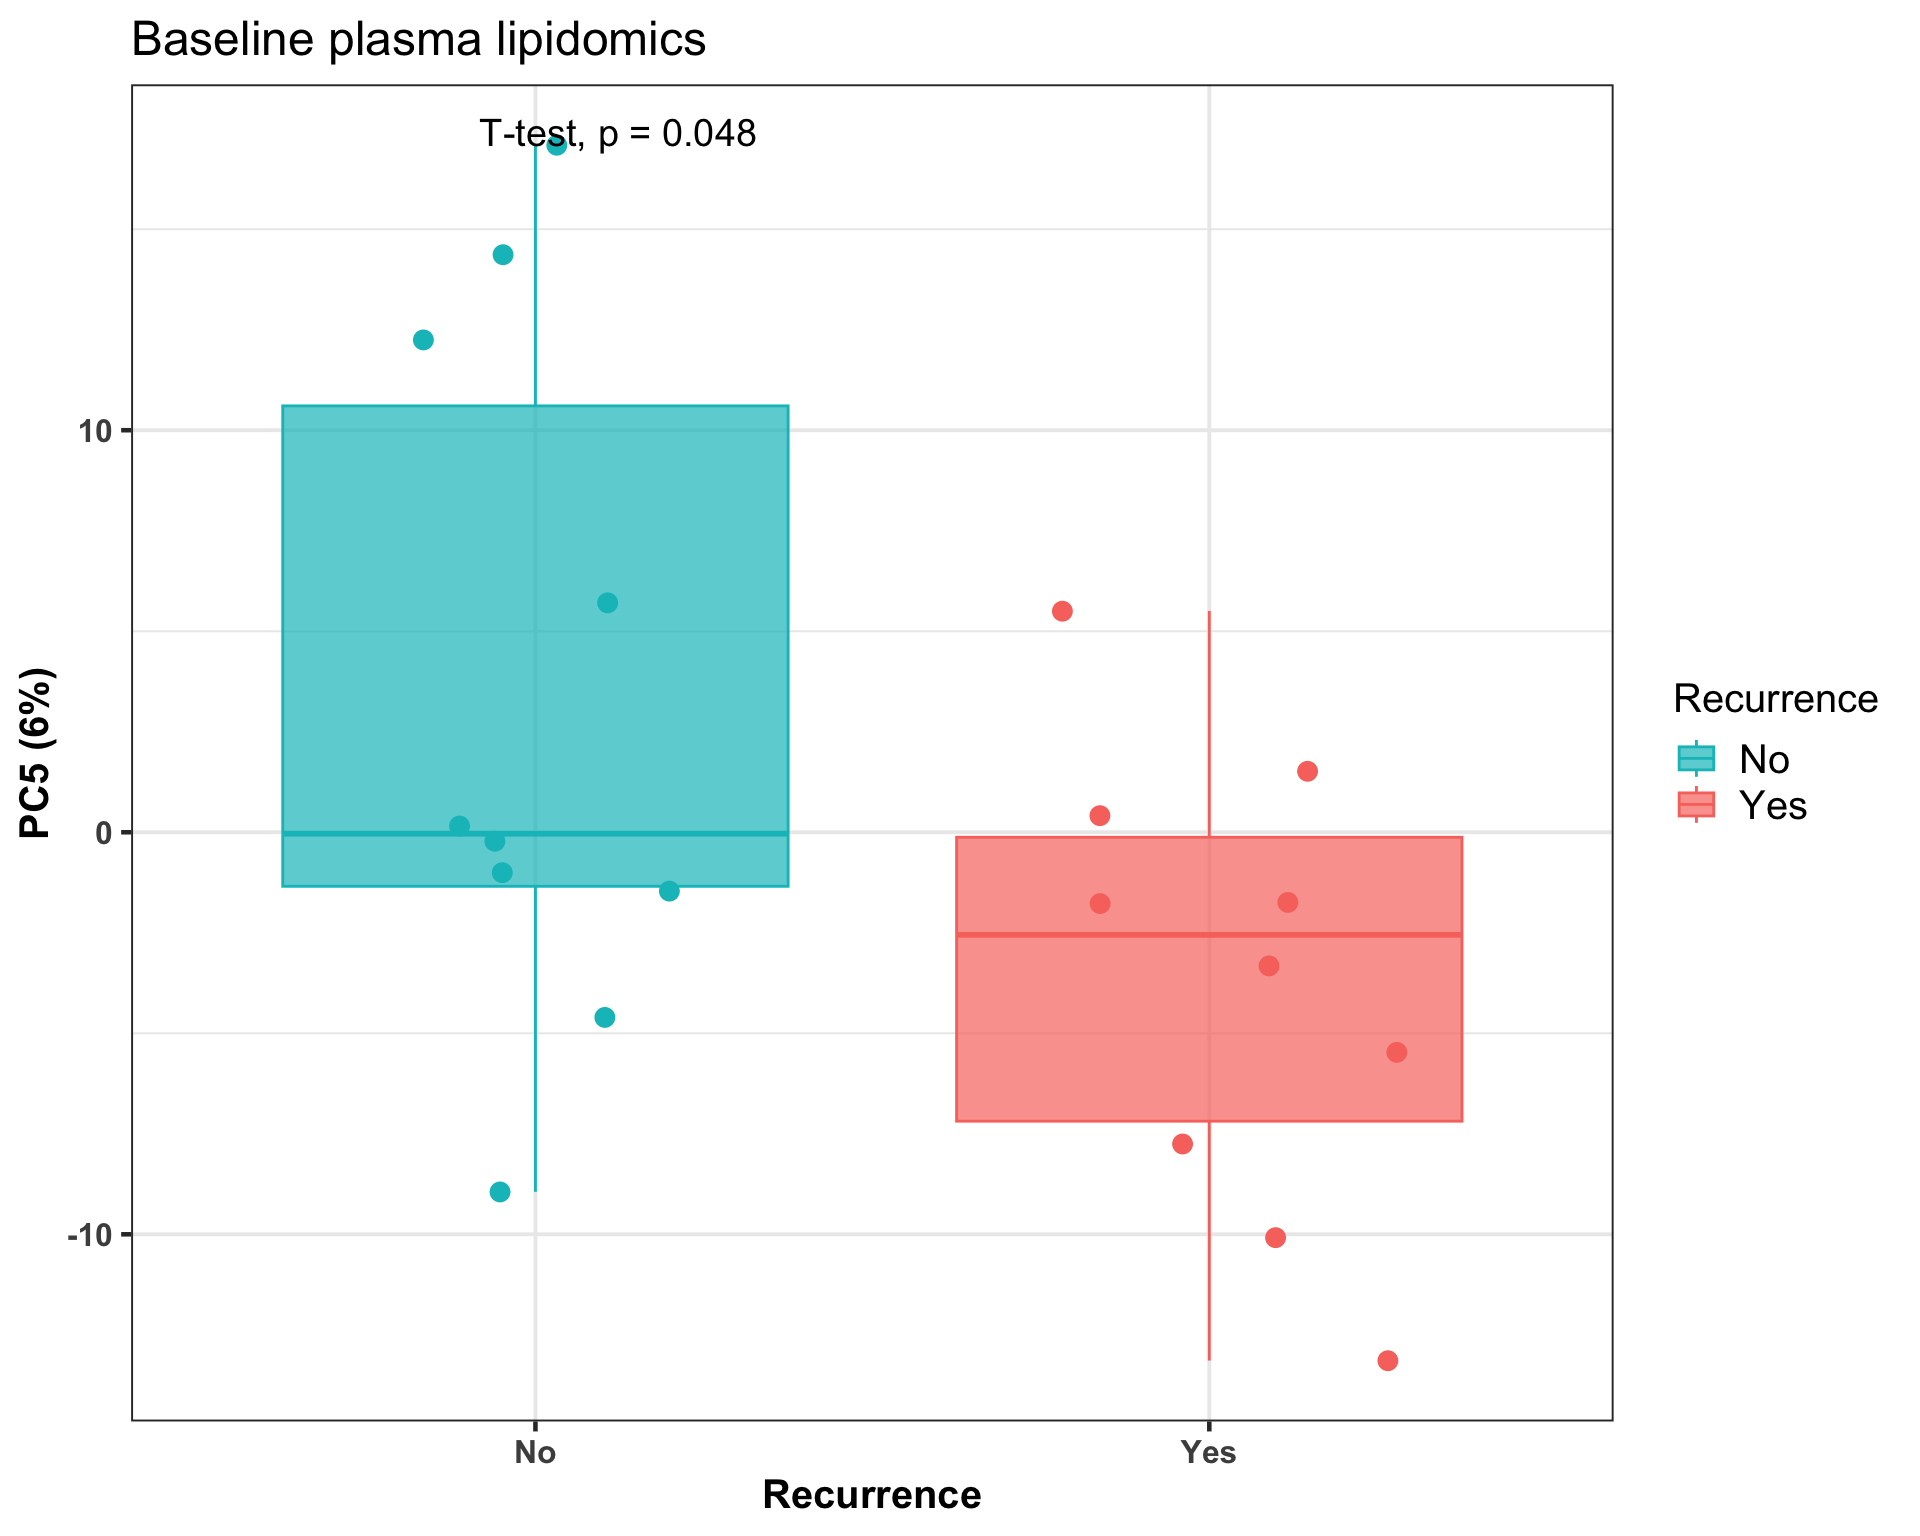 Baseline plasma lipidomics
T-test, p = 0.048
10
0
-10
PC5 (6%)
No
Yes
Recurrence
Recurrence
No
Yes